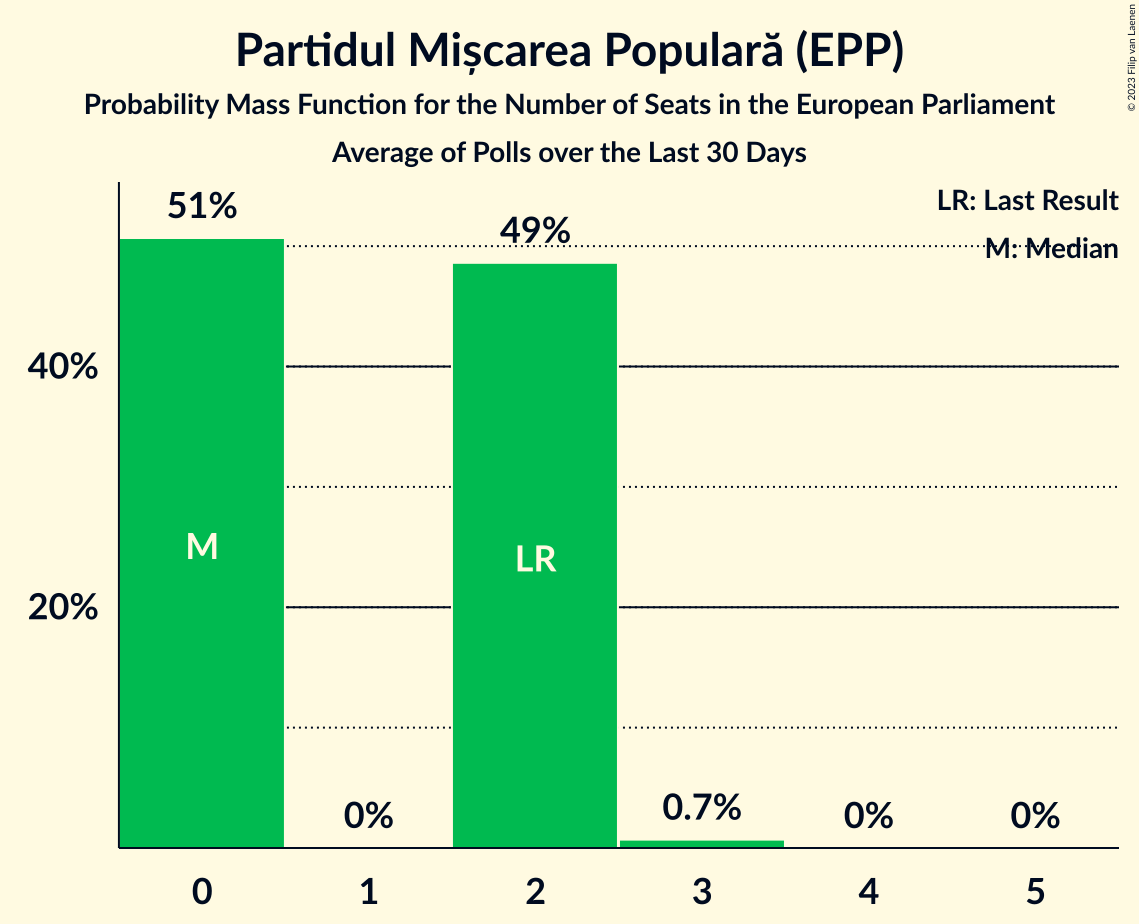 Partidul Mișcarea Populară (EPP)
Probability Mass Function for the Number of Seats in the European Parliament
Average of Polls over the Last 30 Days
© 2023 Filip van Laenen
LR: Last Result
M: Median
51%
49%
40%
20%
M
LR
0%
0.7%
0%
0%
0 1 2 3 4 5